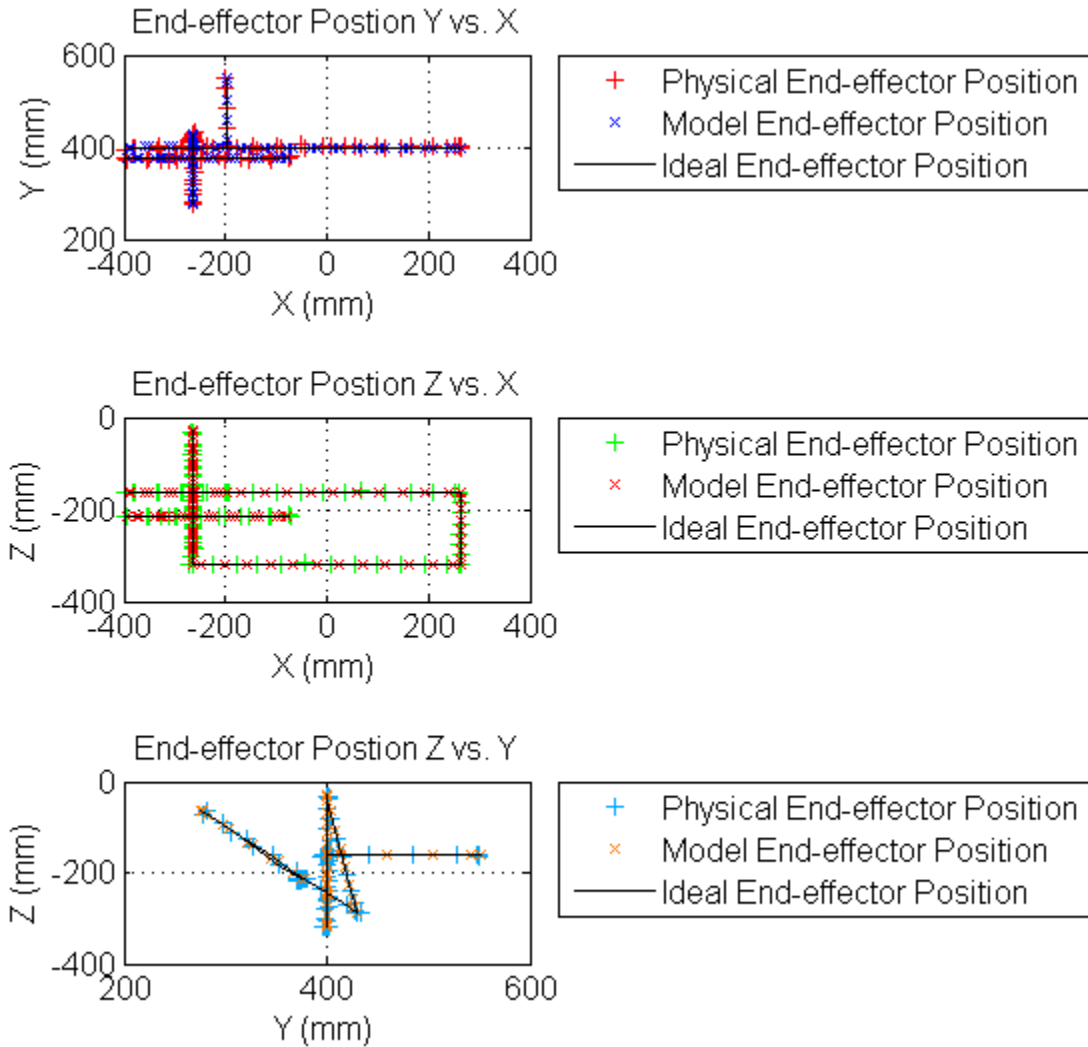 End-effector Postion Y vs. X
600
400
200
Y (mm)
-400 -200 0 200 400
X (mm)
Physical End-effector Position
Model End-effector Position
Ideal End-effector Position
End-effector Postion Z vs. X
0
-200
-400
Z (mm)
-400 -200 0 200 400
X (mm)
Physical End-effector Position
Model End-effector Position
Ideal End-effector Position
End-effector Postion Z vs. Y
0
-200
-400
Z (mm)
200 400 600
Y (mm)
Physical End-effector Position
Model End-effector Position
Ideal End-effector Position